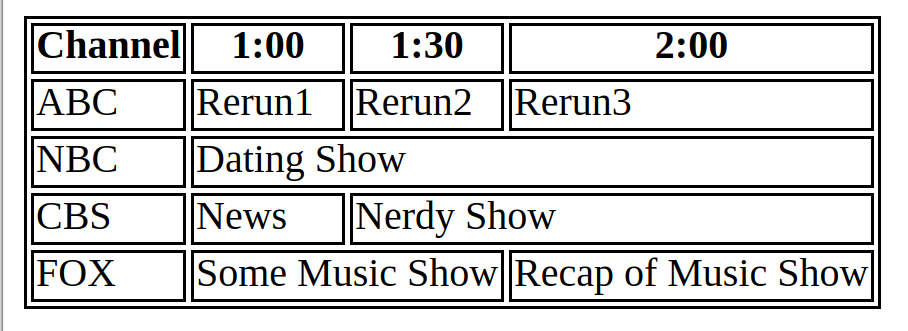 Channel 1:00 1:30 2:00
ABC Rerun1 Rerun2 Rerun3
NBC Dating Show
CBS News Nerdy Show
FOX Some Music Show Recap of Music Show